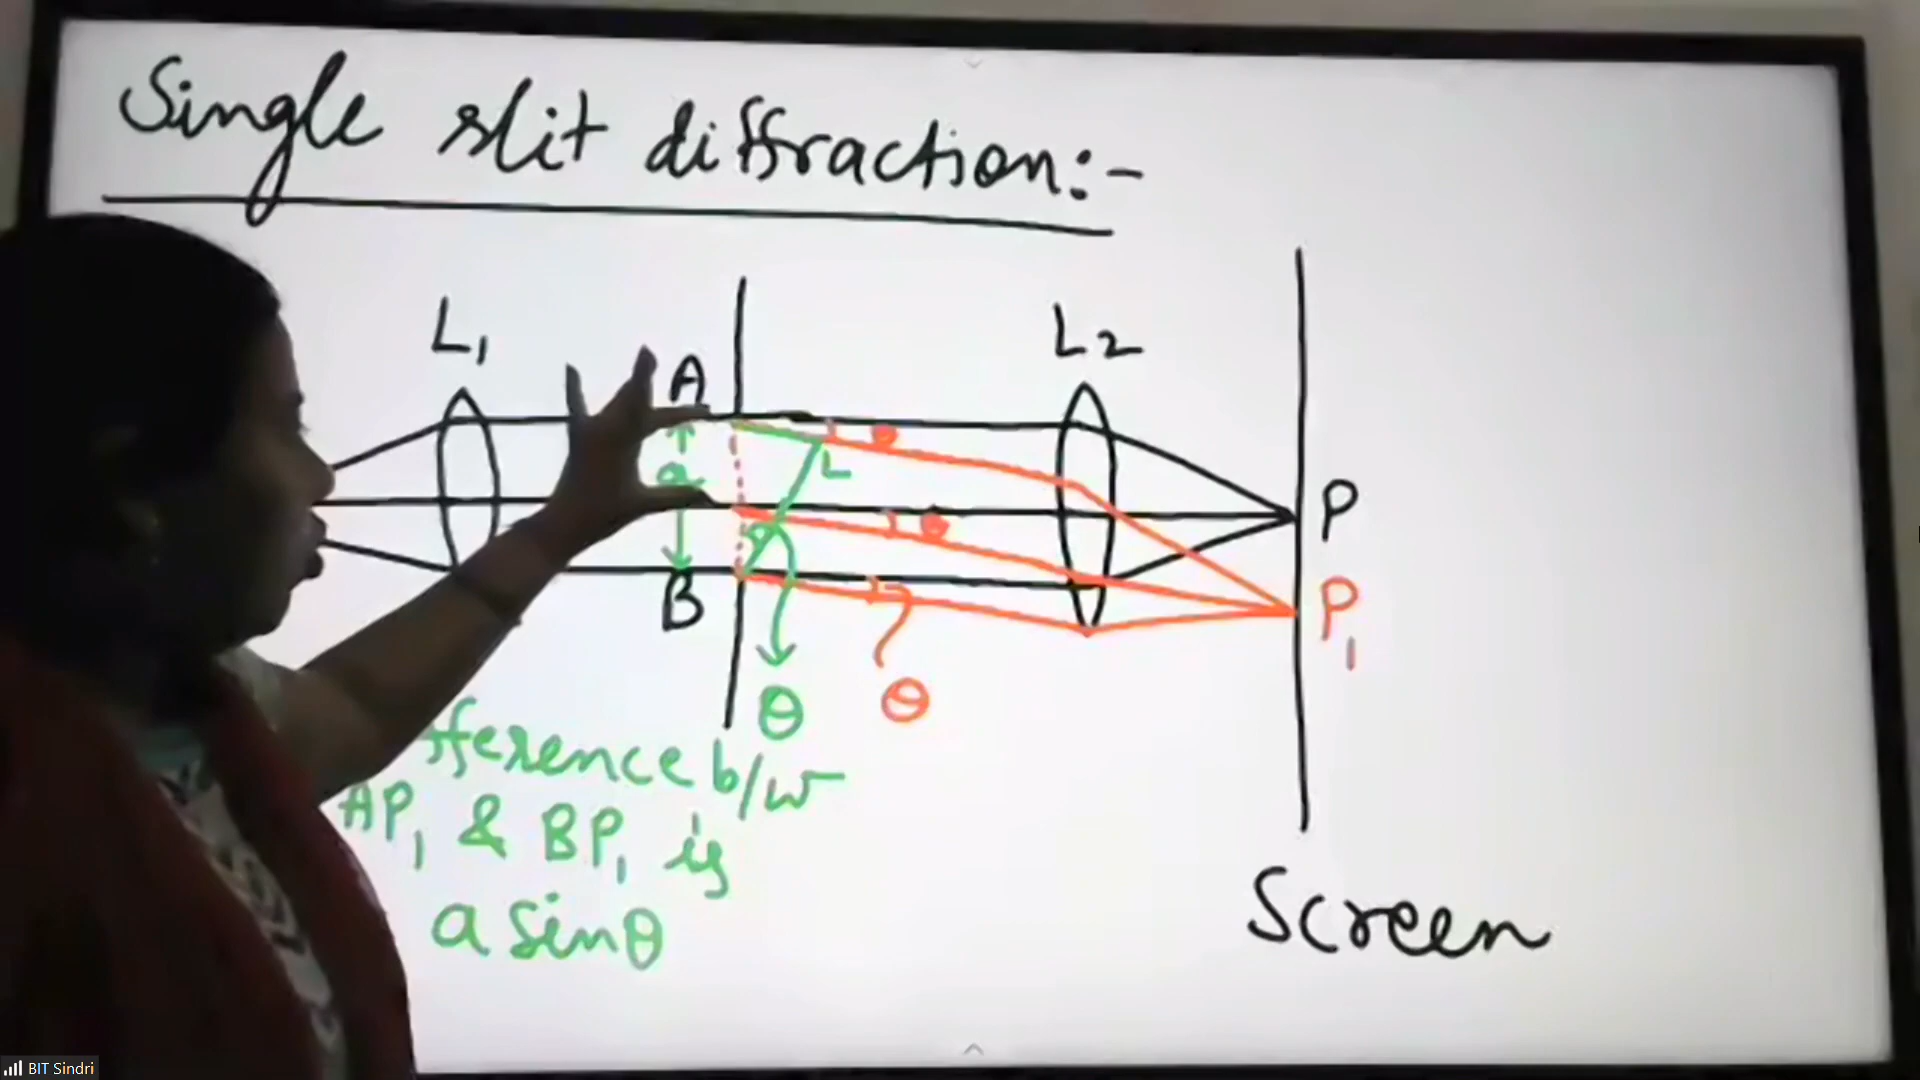 Single slit diffraction:-
L1
A
L2
a
L
θ
θ
P
B
P1
θ
θ
θ
fference b/w
AP1 & BP1 is
a sinθ
Screen
BIT Sindri